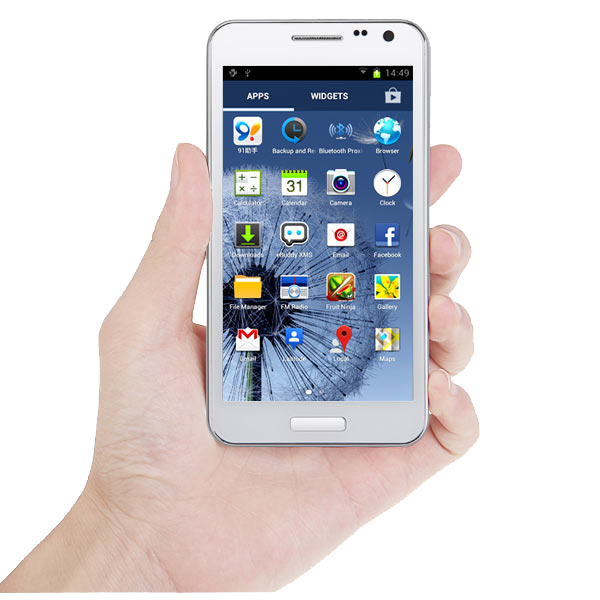 14:49
APPS WIDGETS
91助手 Backup and Re Bluetooth Proxi Browser
31
Calculator Calendar Camera Clock
Downloads eBuddy XMS Email Facebook
File Manager FM Radio Fruit Ninja Gallery
Gmail Latitude Local Maps